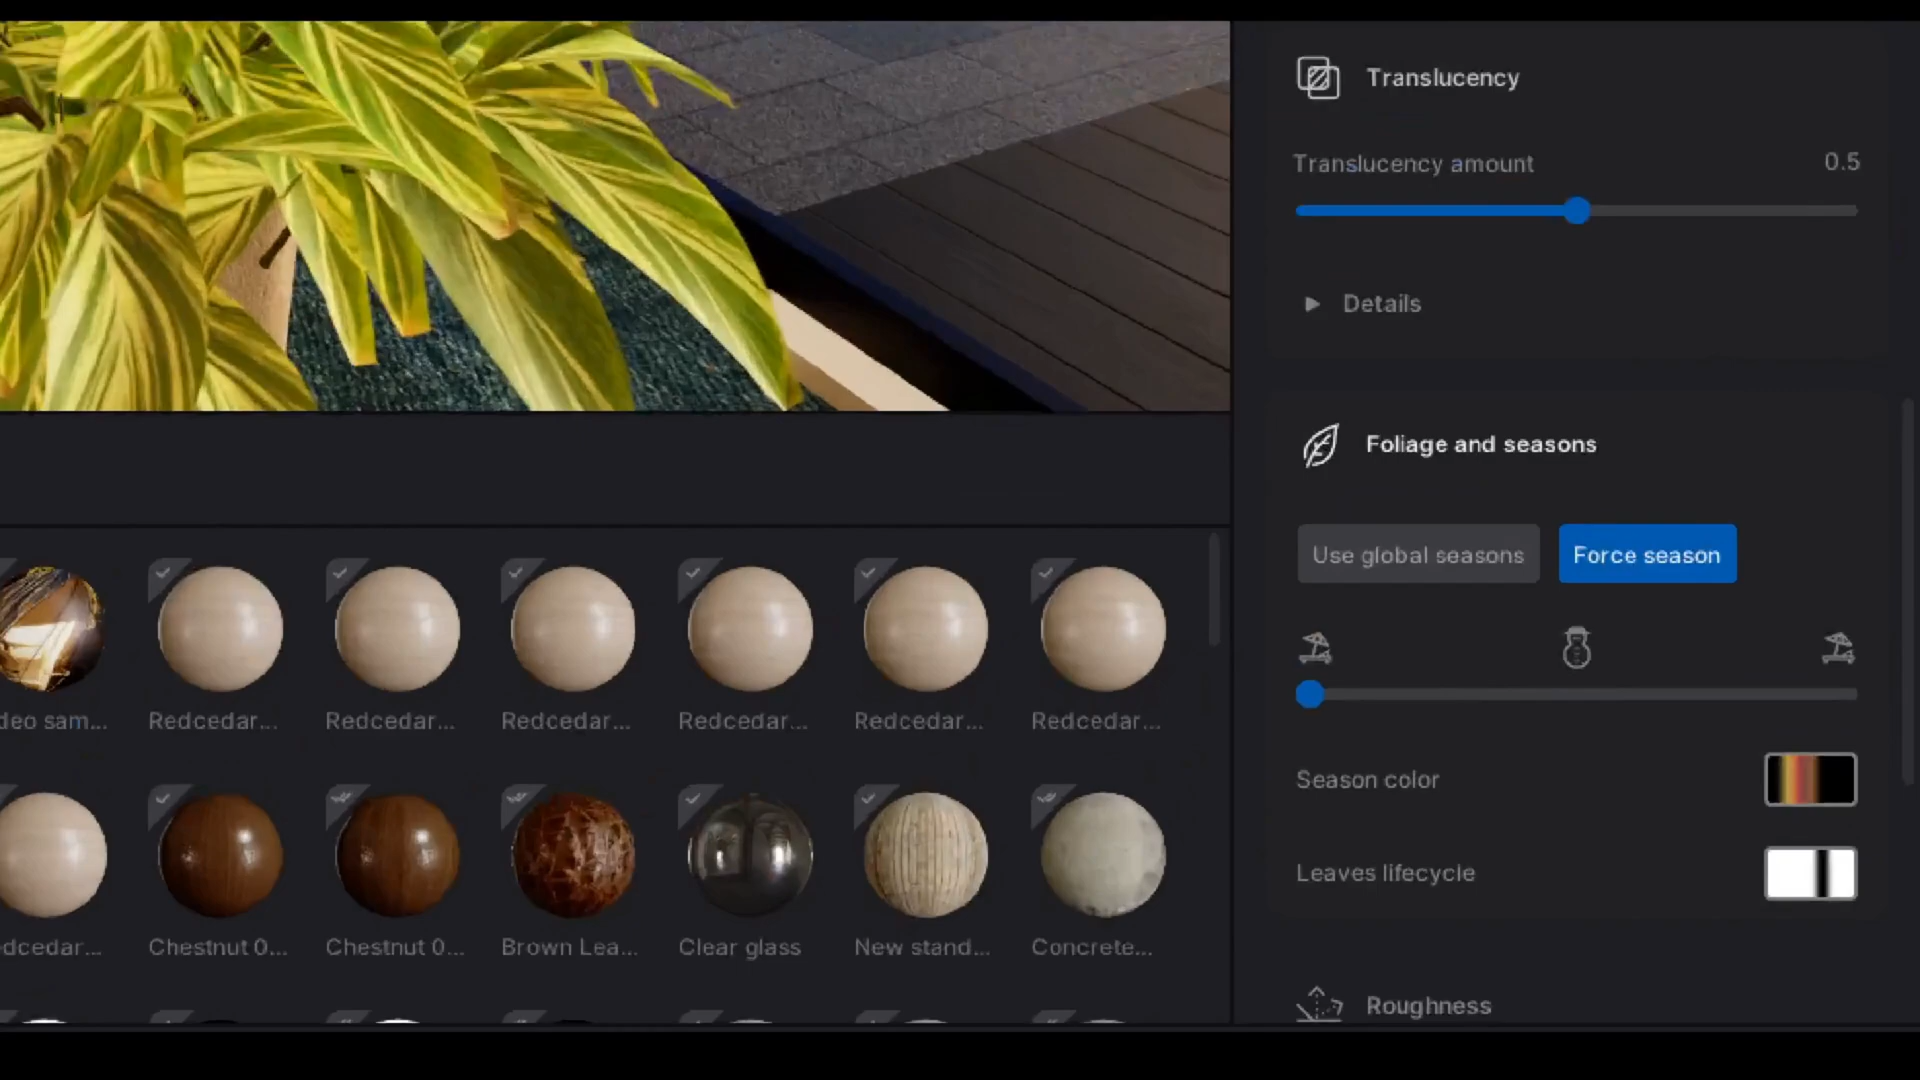 Translucency
Translucency amount 0.5
Details
Foliage and seasons
Use global seasons Force season
Season color
Leaves lifecycle
Roughness
deo sam... Redcedar... Redcedar... Redcedar... Redcedar... Redcedar... Redcedar...
edcedar... Chestnut 0... Chestnut 0... Brown Lea... Clear glass New stand... Concrete...